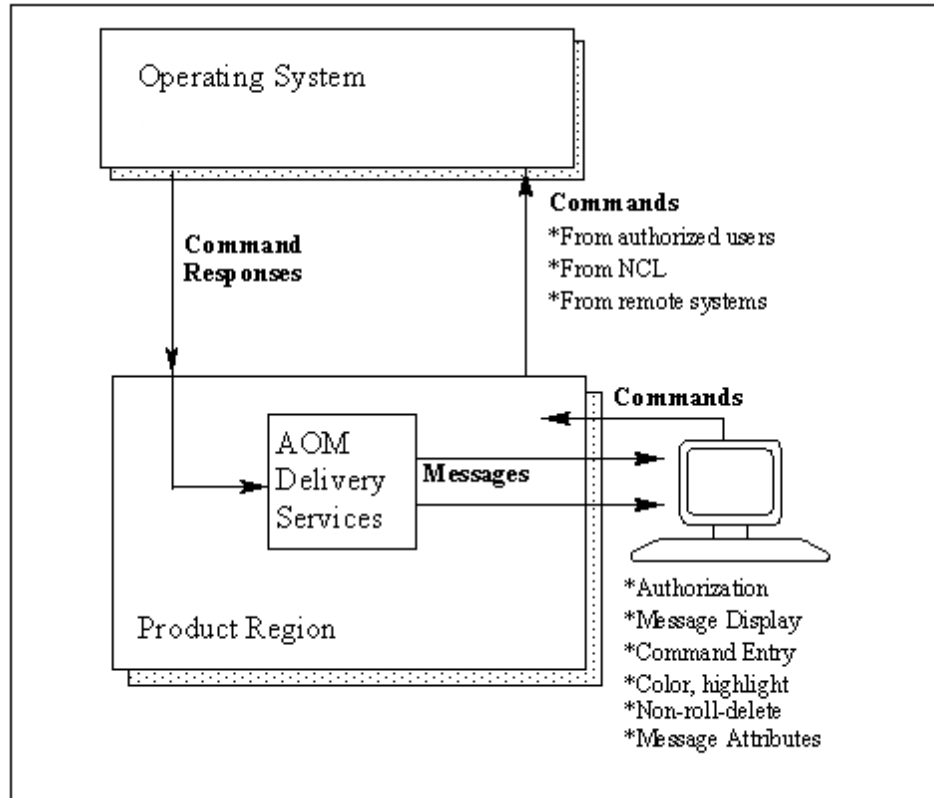 Operating System
Command
Responses
Commands
*From authorized users
*From NCL
*From remote systems
Commands
AOM
Delivery
Services
Messages
Product Region
*Authorization
*Message Display
*Command Entry
*Color, highlight
*Non-roll-delete
*Message Attributes